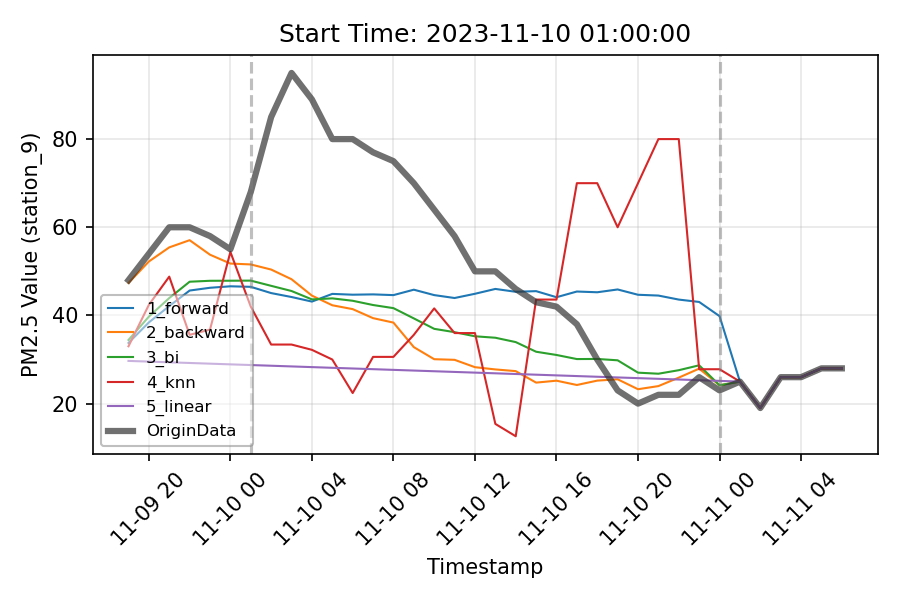 Start Time: 2023-11-10 01:00:00
PM2.5 Value (station_9)
80
60
40
20
1_forward
2_backward
3_bi
4_knn
5_linear
OriginData
11-09 20
11-10 00
11-10 04
11-10 08
11-10 12
11-10 16
11-10 20
11-11 00
11-11 04
Timestamp